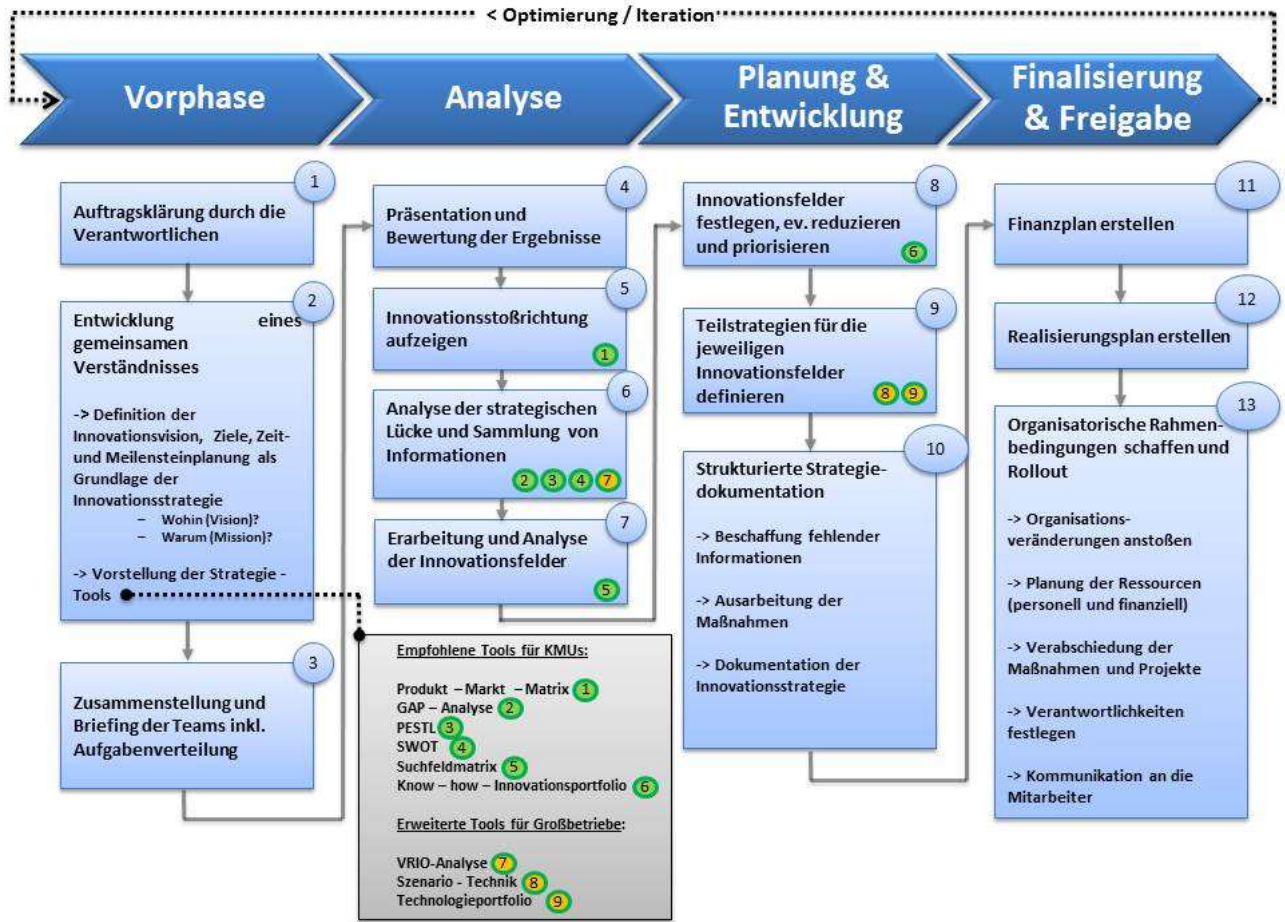 < Optimierung / Iteration
Vorphase
Analyse
Planung &
Entwicklung
Finalisierung
& Freigabe
1
Auftragsklärung durch die
Verantwortlichen
2
Entwicklung eines
gemeinsamen
Verständnisses
-> Definition der
Innovationsvision, Ziele, Zeit-
und Meilensteinplanung als
Grundlage der
Innovationsstrategie
– Wohin (Vision)?
– Warum (Mission)?
-> Vorstellung der Strategie -
Tools
3
Zusammenstellung und
Briefing der Teams inkl.
Aufgabenverteilung
4
Präsentation und
Bewertung der Ergebnisse
5
Innovationsstoßrichtung
aufzeigen
1
6
Analyse der strategischen
Lücke und Sammlung von
Informationen
2 3 4 7
7
Erarbeitung und Analyse
der Innovationsfelder
5
Empfohlene Tools für KMUs:
Produkt – Markt – Matrix 1
GAP – Analyse 2
PESTL 3
SWOT 4
Suchfeldmatrix 5
Know – how – Innovationsportfolio 6
Erweiterte Tools für Großbetriebe:
VRIO-Analyse 7
Szenario - Technik 8
Technologieportfolio 9
8
Innovationsfelder
festlegen, ev. reduzieren
und priorisieren
6
9
Teilstrategien für die
jeweiligen
Innovationsfelder
definieren
8 9
10
Strukturierte Strategie-
dokumentation
-> Beschaffung fehlender
Informationen
-> Ausarbeitung der
Maßnahmen
-> Dokumentation der
Innovationsstrategie
11
Finanzplan erstellen
12
Realisierungsplan erstellen
13
Organisatorische Rahmen-
bedingungen schaffen und
Rollout
-> Organisations-
veränderungen anstoßen
-> Planung der Ressourcen
(personell und finanziell)
-> Verabschiedung der
Maßnahmen und Projekte
-> Verantwortlichkeiten
festlegen
-> Kommunikation an die
Mitarbeiter